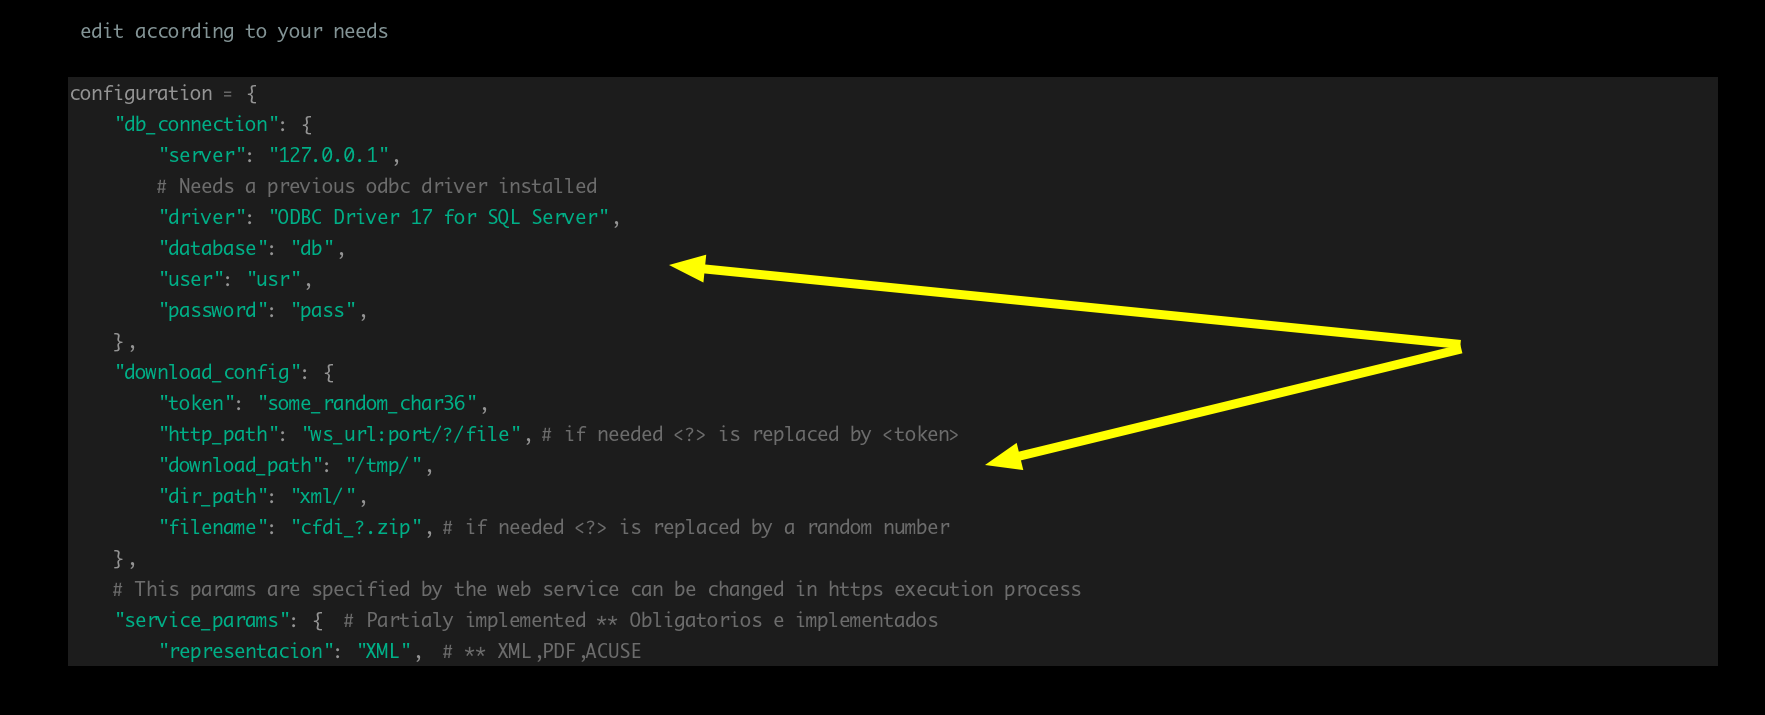 edit according to your needs
configuration = {
"db_connection": {
"server": "127.0.0.1",
# Needs a previous odbc driver installed
"driver": "ODBC Driver 17 for SQL Server",
"database": "db",
"user": "usr",
"password": "pass",
},
"download_config": {
"token": "some_random_char36",
"http_path": "ws_url:port/?/file", # if needed <?> is replaced by <token>
"download_path": "/tmp/",
"dir_path": "xml/",
"filename": "cfdi_?.zip", # if needed <?> is replaced by a random number
},
# This params are specified by the web service can be changed in https execution process
"service_params": { # Partialy implemented ** Obligatorios e implementados
"representacion": "XML", # ** XML,PDF,ACUSE